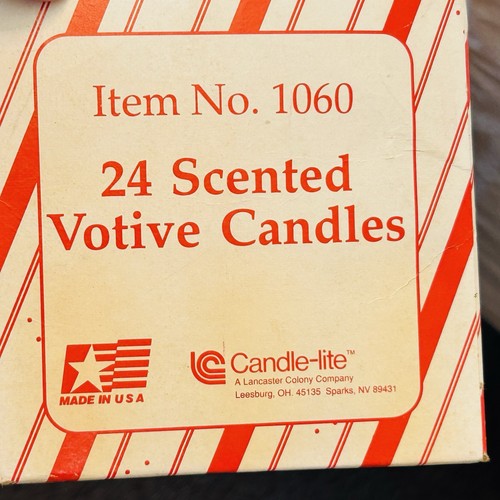 Item No. 1060
24 Scented
Votive Candles
MADE IN USA
Candle-lite™
A Lancaster Colony Company
Leesburg, OH. 45135 Sparks, NV 89431